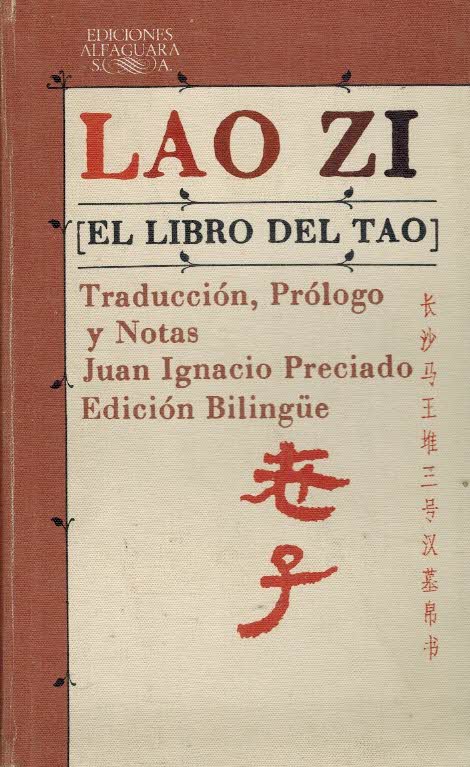 EDICIONES
ALFAGUARA
S. A.
LAO ZI
[EL LIBRO DEL TAO]
Traducción, Prólogo
y Notas
Juan Ignacio Preciado
Edición Bilingüe
老子
长沙马王堆三号汉墓帛书